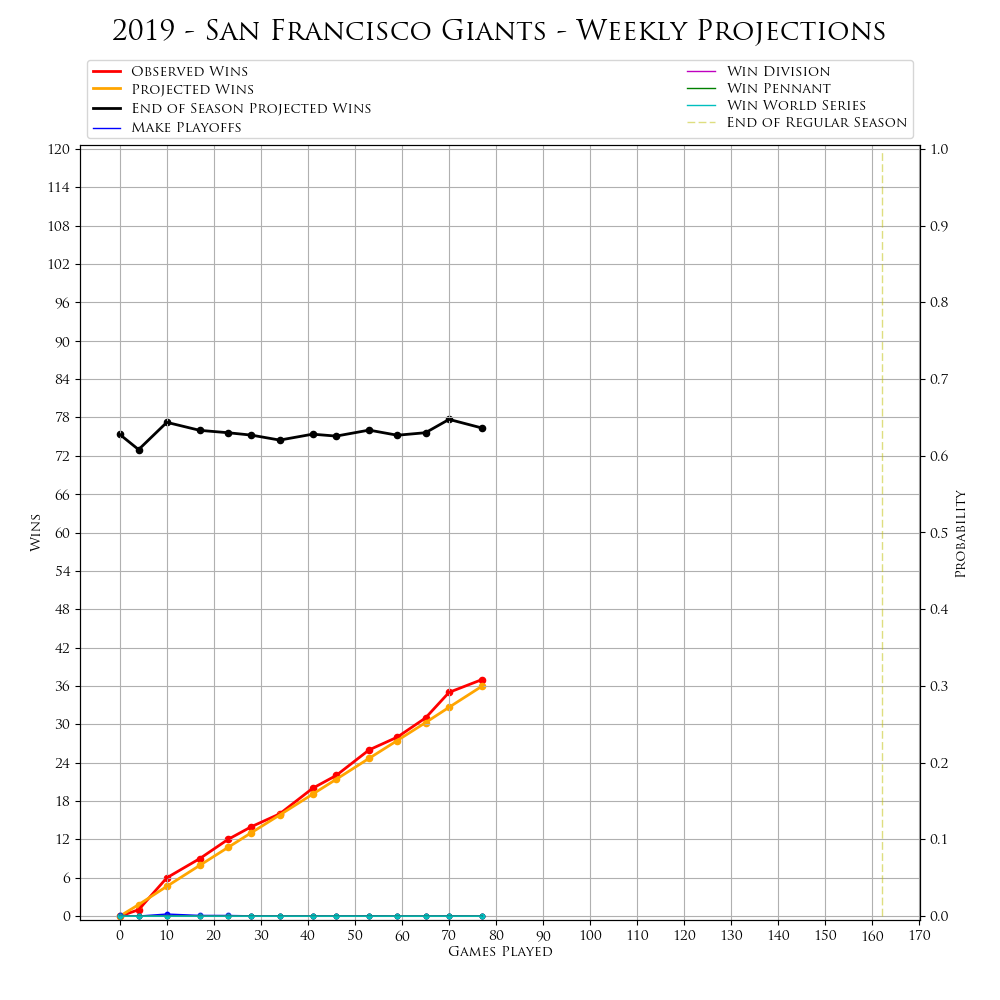 2019 - San Francisco Giants - Weekly Projections
Observed Wins
Projected Wins
End of Season Projected Wins
Make Playoffs
Win Division
Win Pennant
Win World Series
End of Regular Season
120
114
108
102
96
90
84
78
72
66
60
54
48
42
36
30
24
18
12
6
0
Wins
1.0
0.9
0.8
0.7
0.6
0.5
0.4
0.3
0.2
0.1
0.0
Probability
0 10 20 30 40 50 60 70 80 90 100 110 120 130 140 150 160 170
Games Played